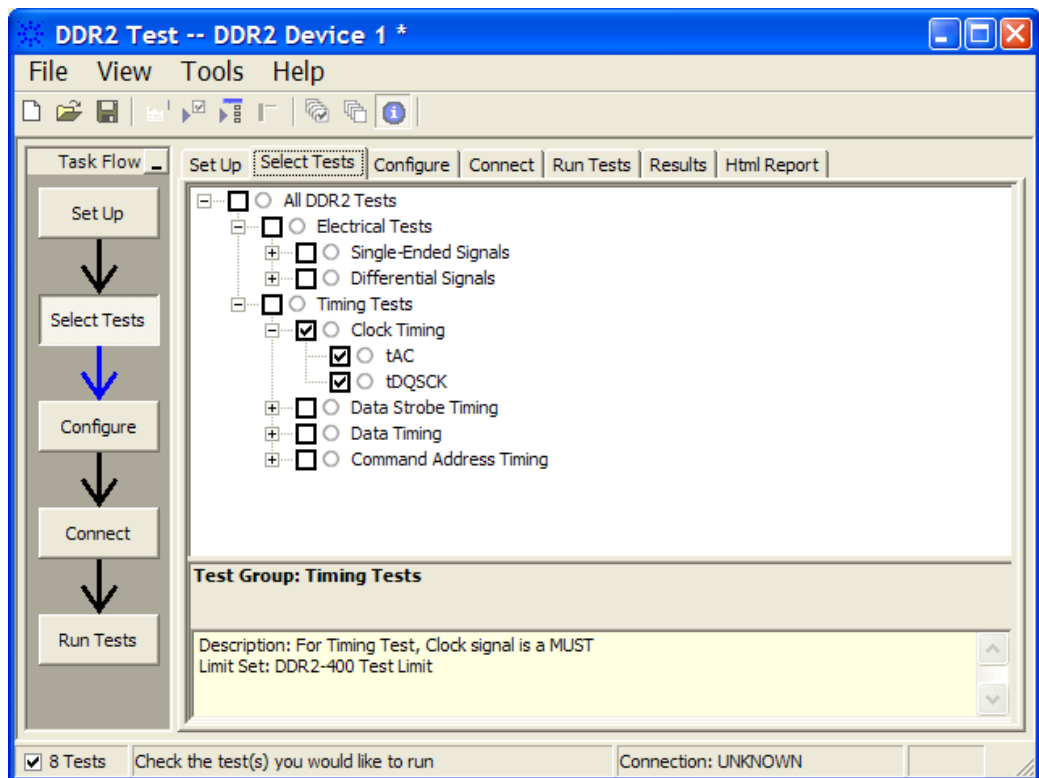 DDR2 Test -- DDR2 Device 1 *
File View Tools Help
Task Flow
Set Up Select Tests Configure Connect Run Tests Results Html Report
Set Up
Select Tests
Configure
Connect
Run Tests
All DDR2 Tests
Electrical Tests
Single-Ended Signals
Differential Signals
Timing Tests
Clock Timing
tAC
tDQSCK
Data Strobe Timing
Data Timing
Command Address Timing
Test Group: Timing Tests
Description: For Timing Test, Clock signal is a MUST
Limit Set: DDR2-400 Test Limit
8 Tests Check the test(s) you would like to run Connection: UNKNOWN